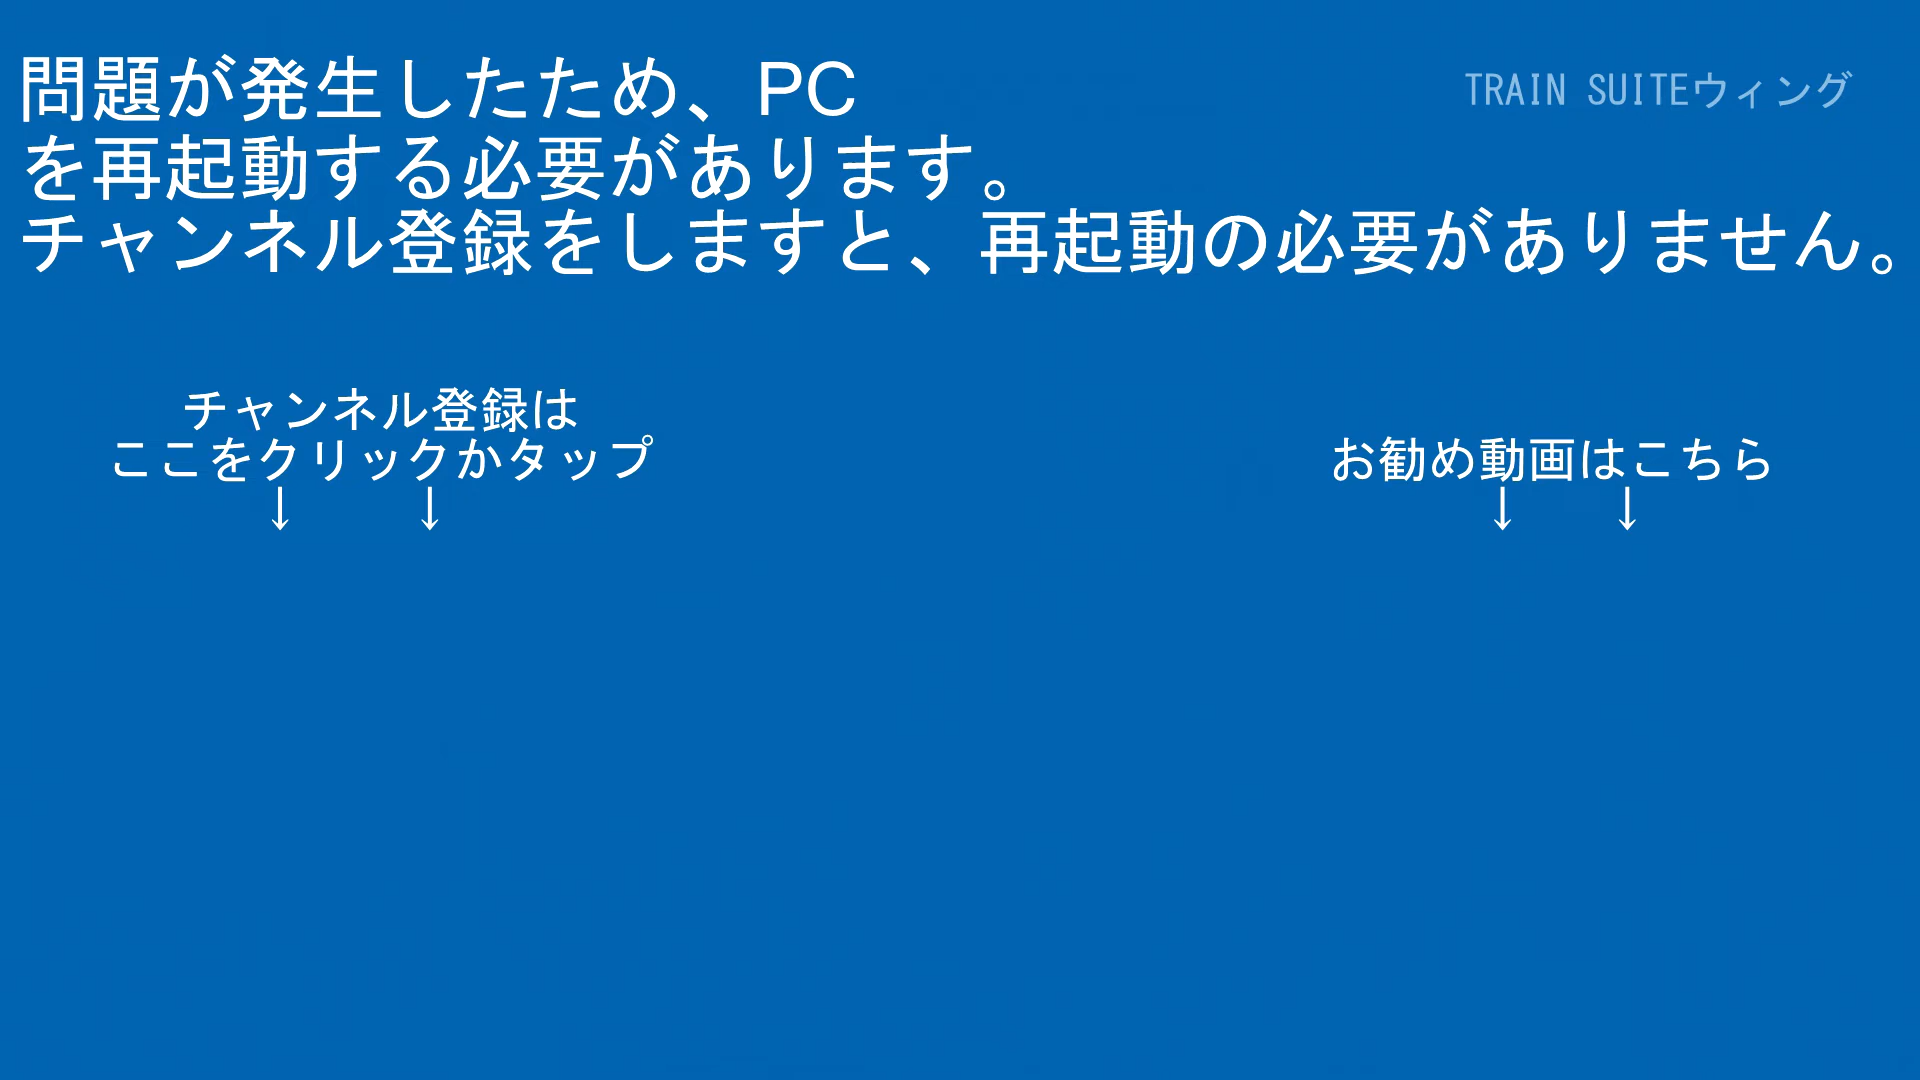 問題が発生したため、PC
を再起動する必要があります。
チャンネル登録をしますと、再起動の必要がありません。
TRAIN SUITEウィング
チャンネル登録は
ここをクリックかタップ
↓ ↓
お勧め動画はこちら
↓ ↓